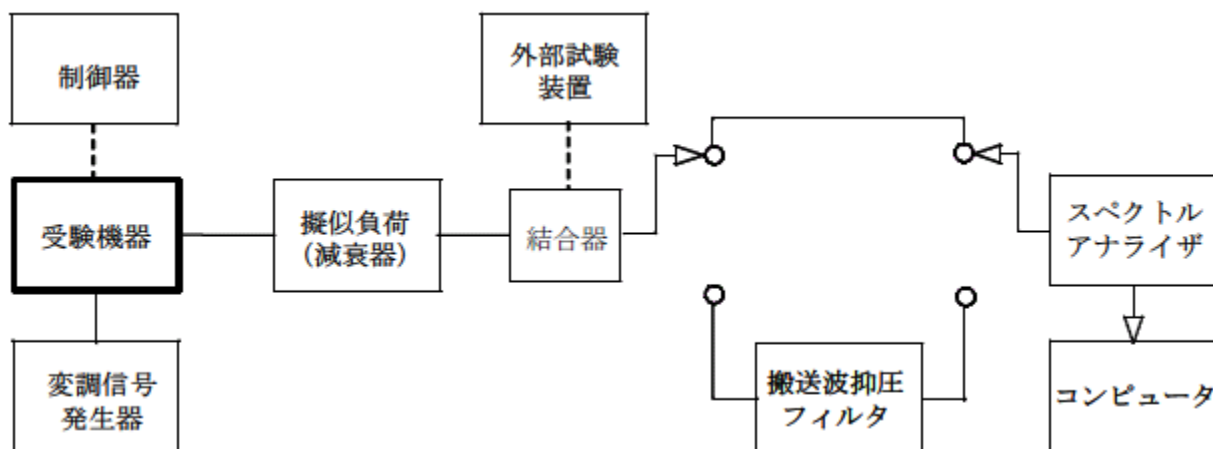 制御器
外部試験
装置
受験機器
擬似負荷
(減衰器)
結合器
スペクトル
アナライザ
変調信号
発生器
搬送波抑圧
フィルタ
コンピュータ